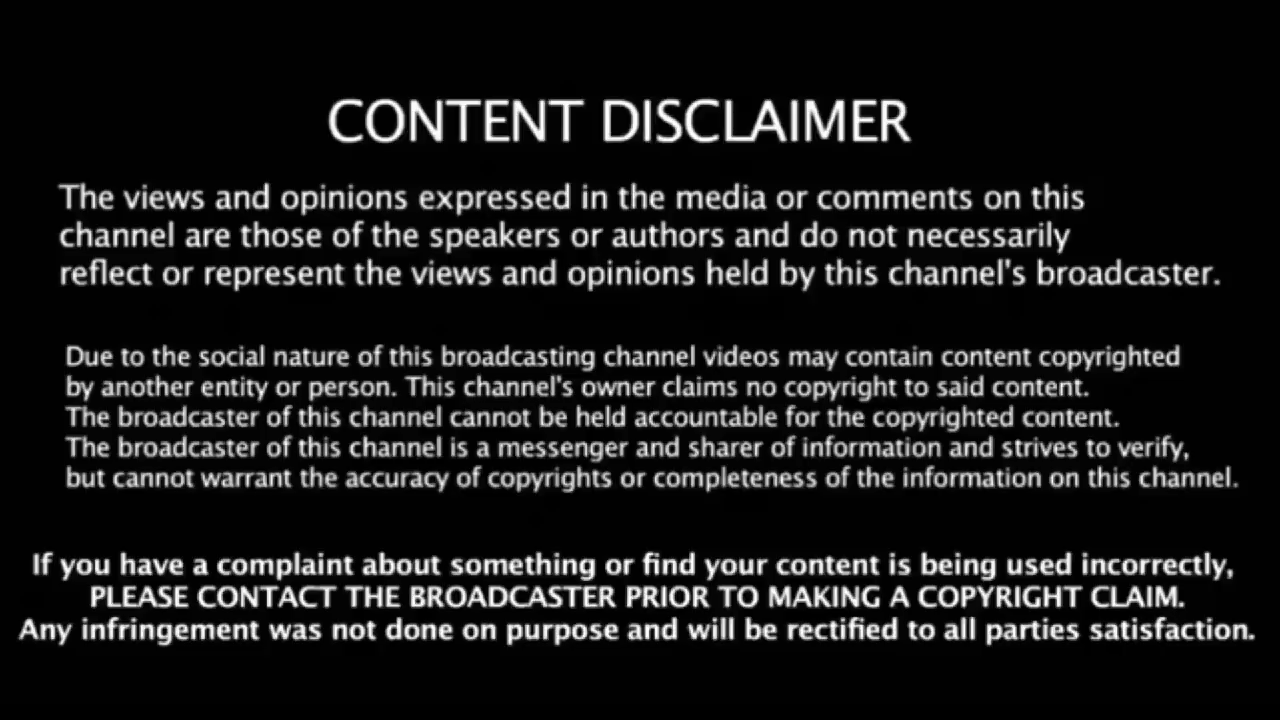 CONTENT DISCLAIMER
The views and opinions expressed in the media or comments on this
channel are those of the speakers or authors and do not necessarily
reflect or represent the views and opinions held by this channel's broadcaster.
Due to the social nature of this broadcasting channel videos may contain content copyrighted
by another entity or person. This channel's owner claims no copyright to said content.
The broadcaster of this channel cannot be held accountable for the copyrighted content.
The broadcaster of this channel is a messenger and sharer of information and strives to verify,
but cannot warrant the accuracy of copyrights or completeness of the information on this channel.
If you have a complaint about something or find your content is being used incorrectly,
PLEASE CONTACT THE BROADCASTER PRIOR TO MAKING A COPYRIGHT CLAIM.
Any infringement was not done on purpose and will be rectified to all parties satisfaction.